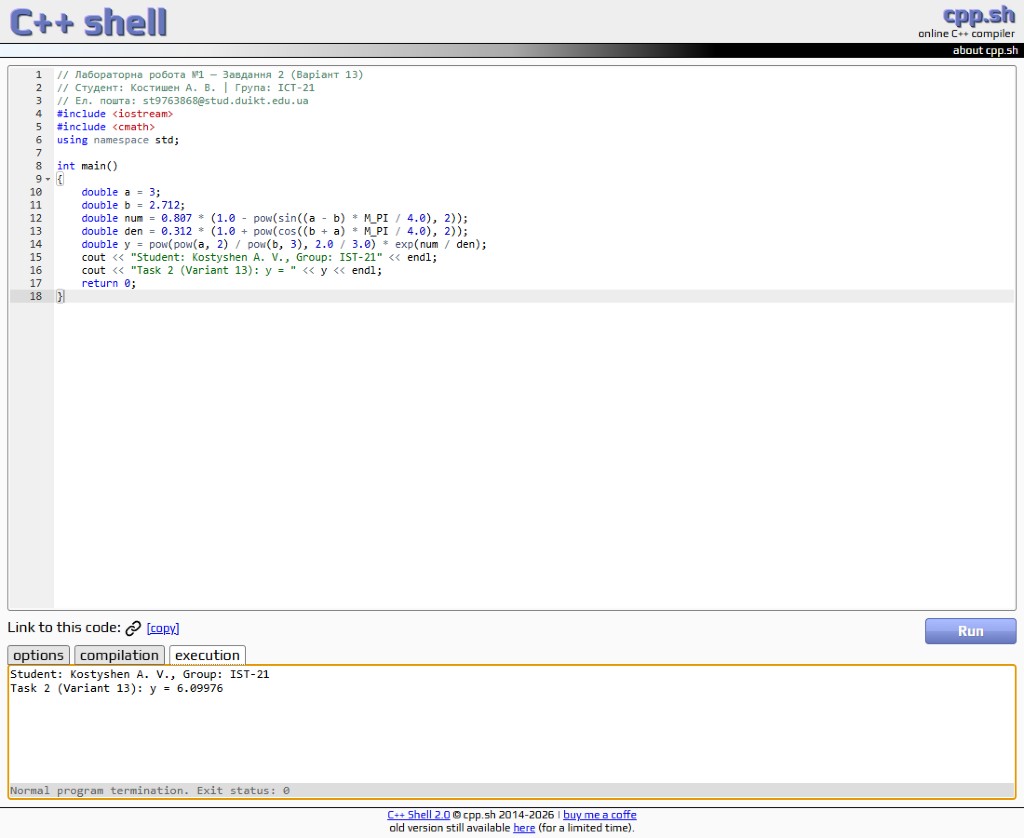 C++ shell
cpp.sh
online C++ compiler
about cpp.sh
1 // Лабораторна робота №1 — Завдання 2 (Варіант 13)
2 // Студент: Костишен А. В. | Група: ІСТ-21
3 // Ел. пошта: st9763868@stud.duikt.edu.ua
4 #include <iostream>
5 #include <cmath>
6 using namespace std;
7
8 int main()
9 {
10 double a = 3;
11 double b = 2.712;
12 double num = 0.807 * (1.0 - pow(sin((a - b) * M_PI / 4.0), 2));
13 double den = 0.312 * (1.0 + pow(cos((b + a) * M_PI / 4.0), 2));
14 double y = pow(pow(a, 2) / pow(b, 3), 2.0 / 3.0) * exp(num / den);
15 cout << "Student: Kostyshen A. V., Group: IST-21" << endl;
16 cout << "Task 2 (Variant 13): y = " << y << endl;
17 return 0;
18 }
Link to this code: [copy]
Run
options compilation execution
Student: Kostyshen A. V., Group: IST-21
Task 2 (Variant 13): y = 6.09976
Normal program termination. Exit status: 0
C++ Shell 2.0 © cpp.sh 2014-2026 | buy me a coffe
old version still available here (for a limited time).